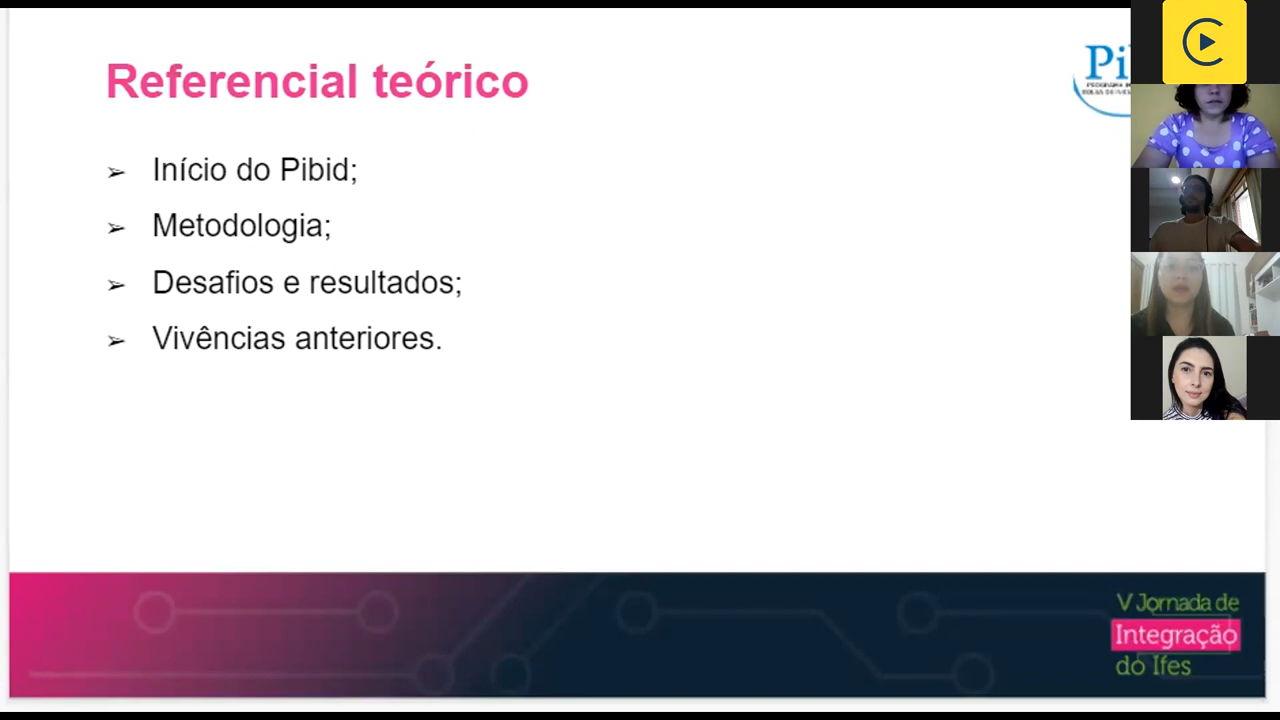 Referencial teórico
➢ Início do Pibid;
➢ Metodologia;
➢ Desafios e resultados;
➢ Vivências anteriores.
V Jornada de
Integração
do Ifes